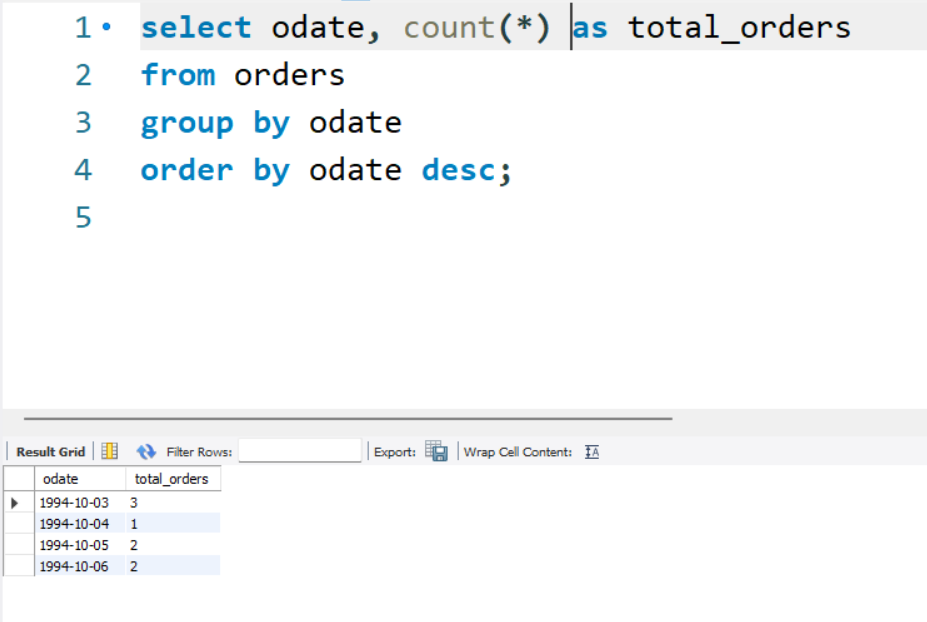 1 select odate, count(*) as total_orders
2 from orders
3 group by odate
4 order by odate desc;
5
Result Grid Filter Rows: Export: Wrap Cell Content: IA
odate total_orders
1994-10-03 3
1994-10-04 1
1994-10-05 2
1994-10-06 2